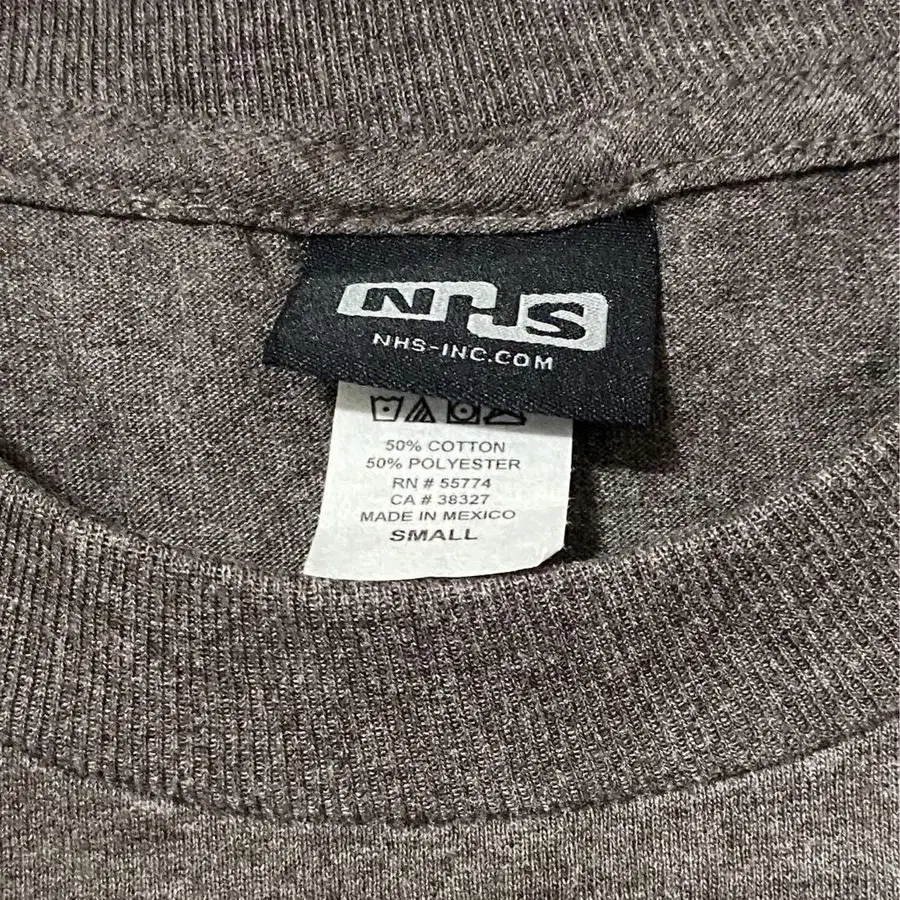 NHS
NHS-INC.COM
50% COTTON
50% POLYESTER
RN # 55774
CA # 38327
MADE IN MEXICO
SMALL